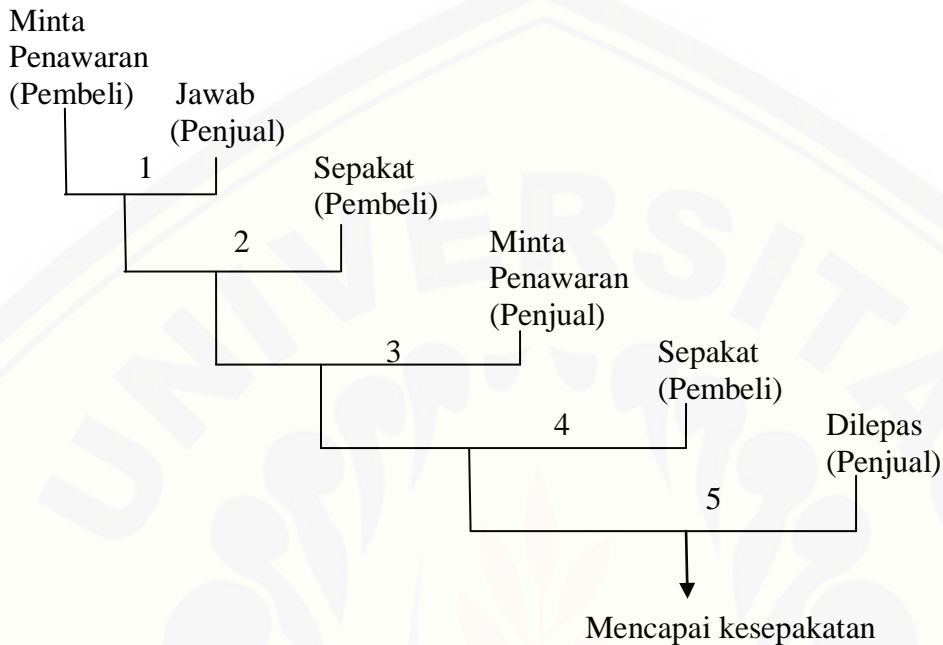 Minta
Penawaran
(Pembeli)
Jawab
(Penjual)
1
Sepakat
(Pembeli)
2
Minta
Penawaran
(Penjual)
3
Sepakat
(Pembeli)
4
Dilepas
(Penjual)
5
Mencapai kesepakatan
UNIVERSITA